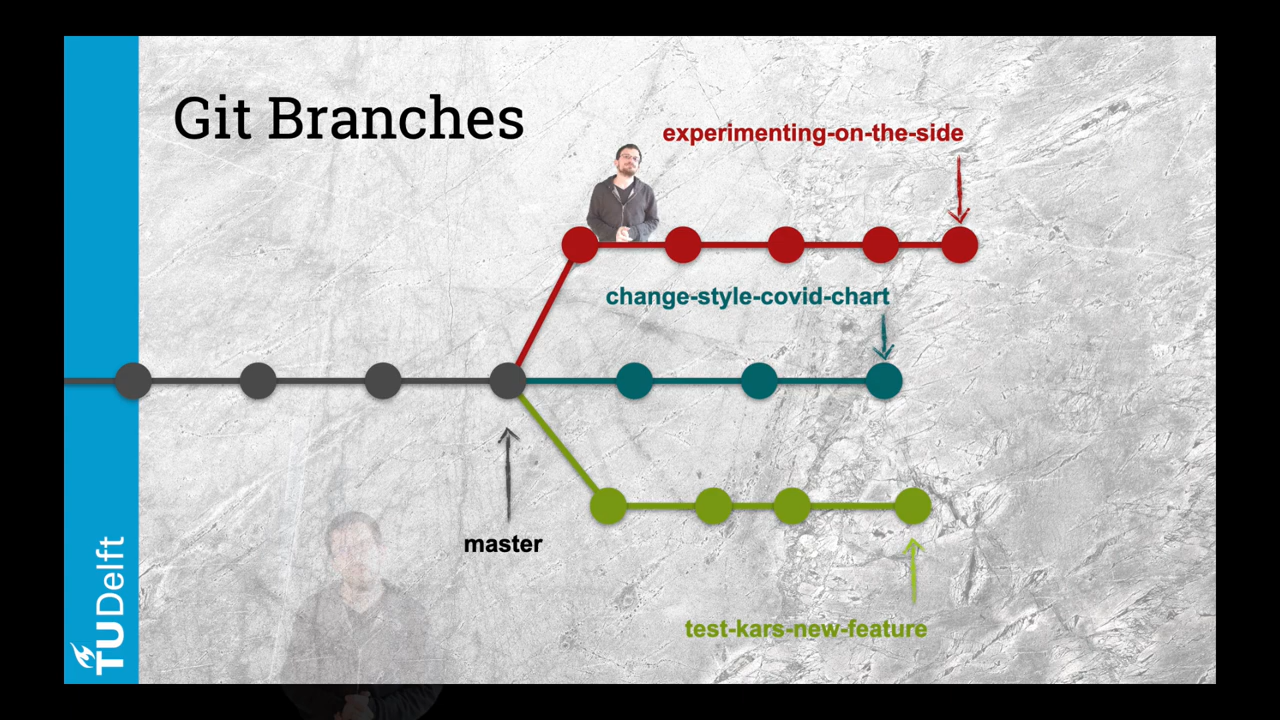 Git Branches
experimenting-on-the-side
change-style-covid-chart
master
test-kars-new-feature
TUDelft